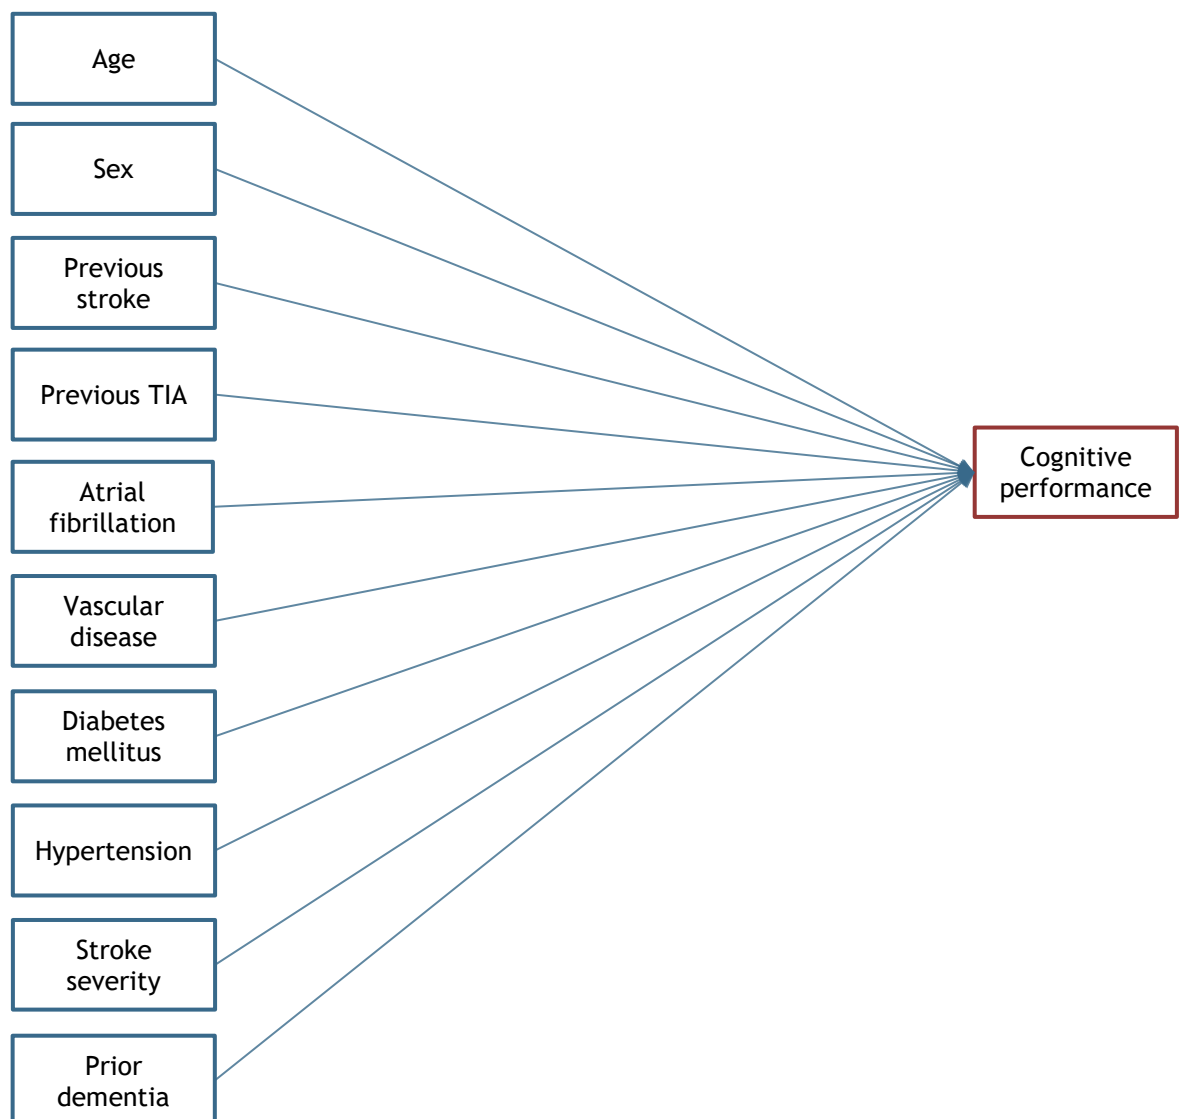 Age
Sex
Previous
stroke
Previous TIA
Atrial
fibrillation
Vascular
disease
Diabetes
mellitus
Hypertension
Stroke
severity
Prior
dementia
Cognitive
performance